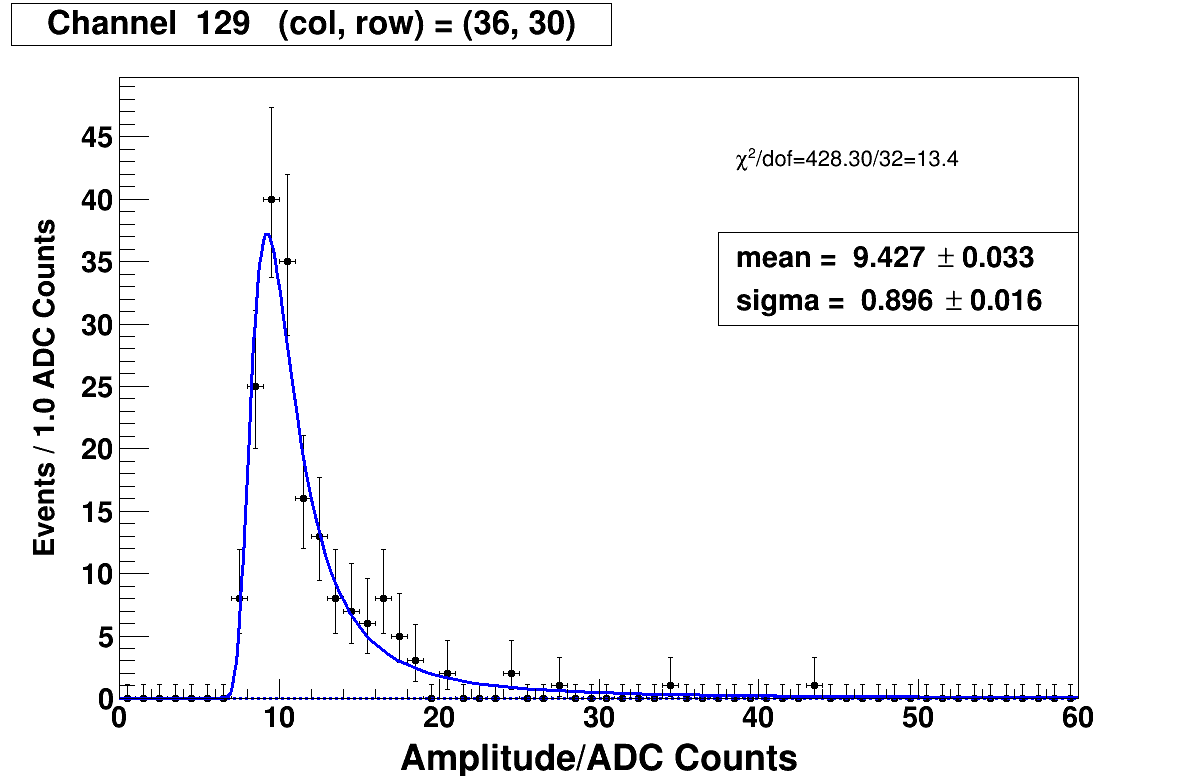 Channel 129 (col, row) = (36, 30)
χ²/dof=428.30/32=13.4
mean = 9.427 ± 0.033
sigma = 0.896 ± 0.016
Events / 1.0 ADC Counts
45
40
35
30
25
20
15
10
5
0
0 10 20 30 40 50 60
Amplitude/ADC Counts